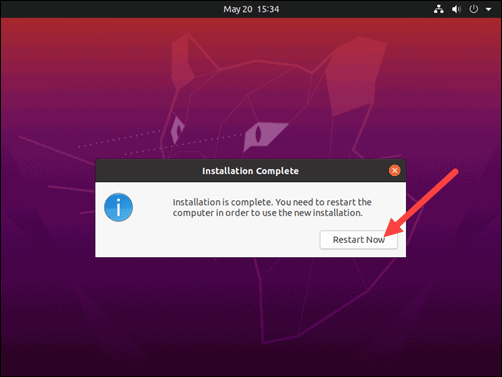 May 20  15:34
Installation Complete
Installation is complete. You need to restart the
computer in order to use the new installation.
Restart Now